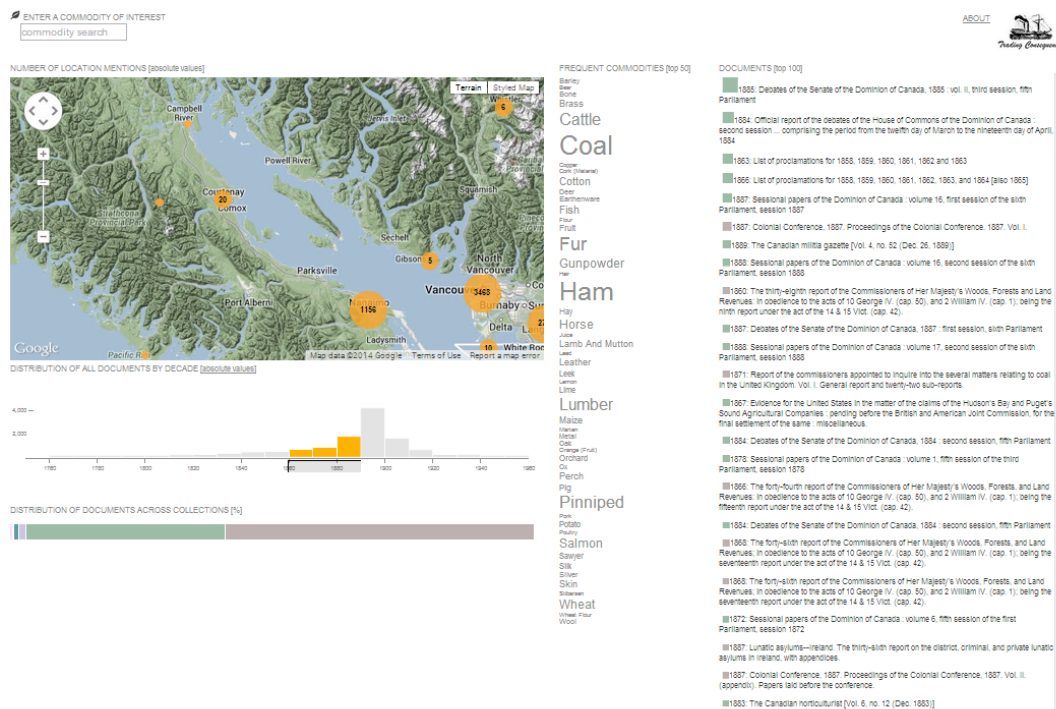 ENTER A COMMODITY OF INTEREST
commodity search
ABOUT
NUMBER OF LOCATION MENTIONS [absolute values]
Terrain
Styled Map
6
Campbell
River
Jervis Inlet
Powell River
Courtenay
20
Comox
Squamish
Strathcona
Provincial Park
Sechelt
Gibson
5
North
Vancouver
Parksville
Vancouver
3468
Burnaby
Port Alberni
Nanaimo
1156
Delta
Ladysmith
10
White Rock
Pacific R
Google
Map data ©2014 Google
Terms of Use
Report a map error
DISTRIBUTION OF ALL DOCUMENTS BY DECADE [absolute values]
4,000
2,000
1760
1780
1800
1820
1840
1860
1880
1900
1920
1940
1960
DISTRIBUTION OF DOCUMENTS ACROSS COLLECTIONS [%]
FREQUENT COMMODITIES [top 50]
Barley
Beer
Bone
Brass
Cattle
Coal
Copper
Cork (Material)
Cotton
Deer
Earthenware
Fish
Flour
Fruit
Fur
Gunpowder
Hair
Ham
Hay
Horse
Juice
Lamb And Mutton
Lead
Leather
Leek
Lemon
Lime
Lumber
Maize
Marten
Metal
Oak
Orange (Fruit)
Orchard
Ox
Perch
Pig
Pinniped
Pork
Potato
Poultry
Salmon
Sawyer
Silk
Silver
Skin
Wheat
Wheat Flour
Wool
DOCUMENTS [top 100]
1885: Debates of the Senate of the Dominion of Canada, 1885 : vol. II, third session, fifth
Parliament
1884: Official report of the debates of the House of Commons of the Dominion of Canada :
second session ... comprising the period from the twelfth day of March to the nineteenth day of April,
1884
1863: List of proclamations for 1858, 1859, 1860, 1861, 1862 and 1863
1866: List of proclamations for 1858, 1859, 1860, 1861, 1862, 1863, and 1864 [also 1865]
1887: Sessional papers of the Dominion of Canada : volume 16, first session of the sixth
Parliament, session 1887
1887: Colonial Conference, 1887. Proceedings of the Colonial Conference. 1887. Vol. I.
1889: The Canadian militia gazette [Vol. 4, no. 52 (Dec. 26, 1889)]
1888: Sessional papers of the Dominion of Canada : volume 16, second session of the sixth
Parliament, session 1888
1860: The thirty-eighth report of the Commissioners of Her Majesty's Woods, Forests and Land
Revenues; in obedience to the acts of 10 George IV. (cap. 50), and 2 William IV. (cap. 1); being the
ninth report under the act of the 14 & 15 Vict. (cap. 42).
1887: Debates of the Senate of the Dominion of Canada, 1887 : first session, sixth Parliament
1888: Sessional papers of the Dominion of Canada : volume 17, second session of the sixth
Parliament, session 1888
1871: Report of the commissioners appointed to inquire into the several matters relating to coal
in the United Kingdom. Vol. I. General report and twenty-two sub-reports.
1867: Evidence for the United States in the matter of the claims of the Hudson's Bay and Puget's
Sound Agricultural Companies : pending before the British and American Joint Commission, for the
final settlement of the same : miscellaneous.
1884: Debates of the Senate of the Dominion of Canada, 1884 : second session, fifth Parliament
1878: Sessional papers of the Dominion of Canada : volume 1, fifth session of the third
Parliament, session 1878
1866: The forty-fourth report of the Commissioners of Her Majesty's Woods, Forests, and Land
Revenues; in obedience to the acts of 10 George IV. (cap. 50), and 2 William IV. (cap. 1); being the
fifteenth report under the act of the 14 & 15 Vict. (cap. 42).
1884: Debates of the Senate of the Dominion of Canada, 1884 : second session, fifth Parliament
1868: The forty-sixth report of the Commissioners of Her Majesty's Woods, Forests, and Land
Revenues; in obedience to the acts of 10 George IV. (cap. 50), and 2 William IV. (cap. 1); being the
seventeenth report under the act of the 14 & 15 Vict. (cap. 42).
1868: The forty-sixth report of the Commissioners of Her Majesty's Woods, Forests, and Land
Revenues; in obedience to the acts of 10 George IV. (cap. 50), and 2 William IV. (cap. 1); being the
seventeenth report under the act of the 14 & 15 Vict. (cap. 42).
1872: Sessional papers of the Dominion of Canada : volume 6, fifth session of the first
Parliament, session 1872
1887: Lunatic asylums--Ireland. The thirty-sixth report on the district, criminal, and private lunatic
asylums in Ireland, with appendices.
1887: Colonial Conference, 1887. Proceedings of the Colonial Conference, 1887. Vol. II.
(appendix). Papers laid before the conference.
1883: The Canadian horticulturist [Vol. 6, no. 12 (Dec. 1883)]